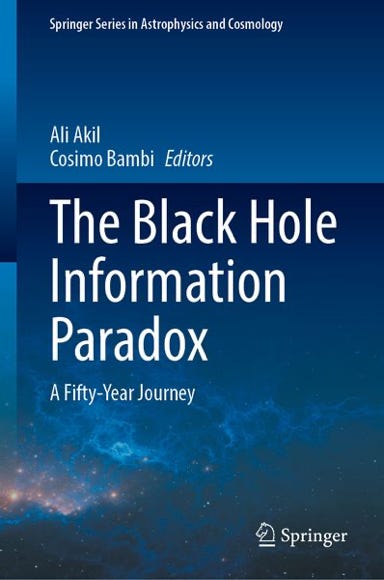 Springer Series in Astrophysics and Cosmology
Ali Akil
Cosimo Bambi Editors
The Black Hole
Information
Paradox
A Fifty-Year Journey
Springer